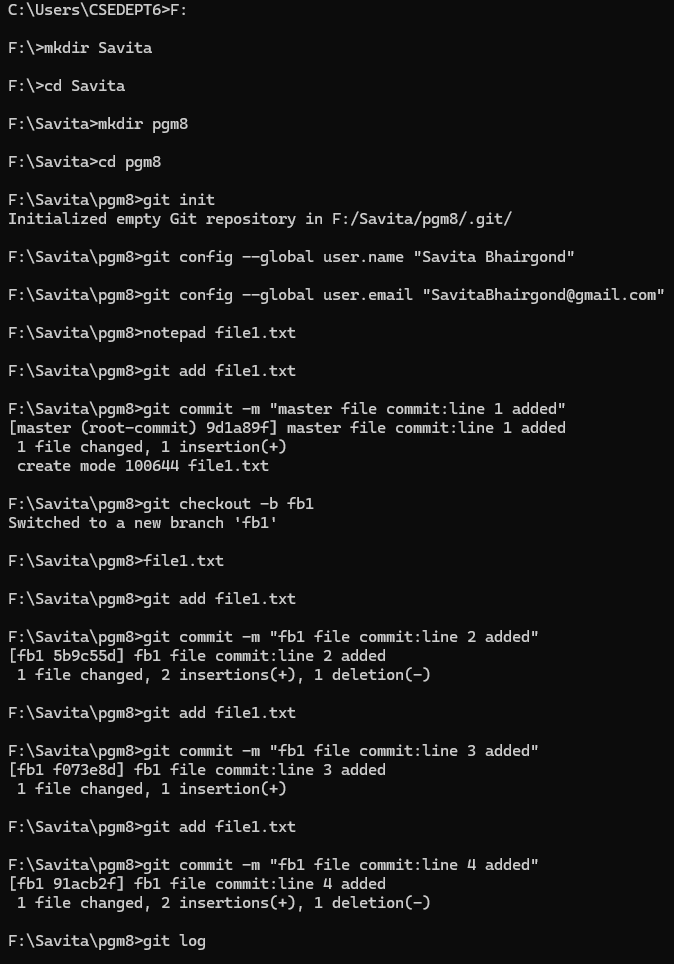 C:\Users\CSEDEPT6>F:
F:\>mkdir Savita
F:\>cd Savita
F:\Savita>mkdir pgm8
F:\Savita>cd pgm8
F:\Savita\pgm8>git init
Initialized empty Git repository in F:/Savita/pgm8/.git/
F:\Savita\pgm8>git config --global user.name "Savita Bhairgond"
F:\Savita\pgm8>git config --global user.email "SavitaBhairgond@gmail.com"
F:\Savita\pgm8>notepad file1.txt
F:\Savita\pgm8>git add file1.txt
F:\Savita\pgm8>git commit -m "master file commit:line 1 added"
[master (root-commit) 9d1a89f] master file commit:line 1 added
 1 file changed, 1 insertion(+)
 create mode 100644 file1.txt
F:\Savita\pgm8>git checkout -b fb1
Switched to a new branch 'fb1'
F:\Savita\pgm8>file1.txt
F:\Savita\pgm8>git add file1.txt
F:\Savita\pgm8>git commit -m "fb1 file commit:line 2 added"
[fb1 5b9c55d] fb1 file commit:line 2 added
 1 file changed, 2 insertions(+), 1 deletion(-)
F:\Savita\pgm8>git add file1.txt
F:\Savita\pgm8>git commit -m "fb1 file commit:line 3 added"
[fb1 f073e8d] fb1 file commit:line 3 added
 1 file changed, 1 insertion(+)
F:\Savita\pgm8>git add file1.txt
F:\Savita\pgm8>git commit -m "fb1 file commit:line 4 added"
[fb1 91acb2f] fb1 file commit:line 4 added
 1 file changed, 2 insertions(+), 1 deletion(-)
F:\Savita\pgm8>git log